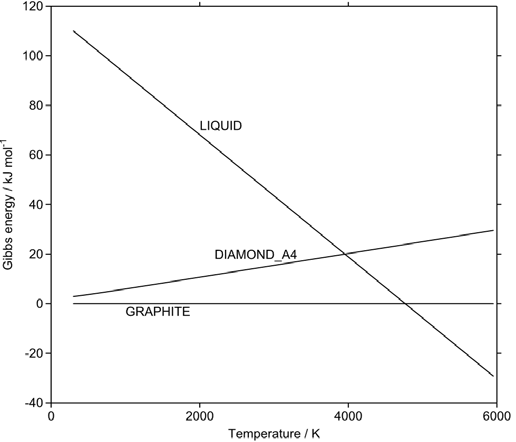 120
100
80
60
40
20
0
-20
-40
Gibbs energy / kJ mol-1
LIQUID
DIAMOND_A4
GRAPHITE
0 2000 4000 6000
Temperature / K